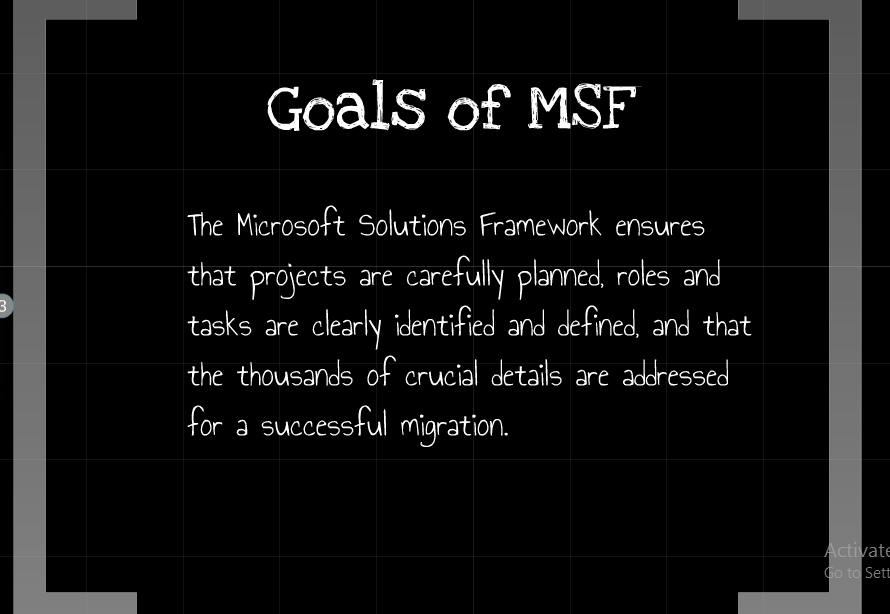 Goals of MSF
The Microsoft Solutions Framework ensures
that projects are carefully planned, roles and
tasks are clearly identified and defined, and that
the thousands of crucial details are addressed
for a successful migration.
3
Activate
Go to Sett